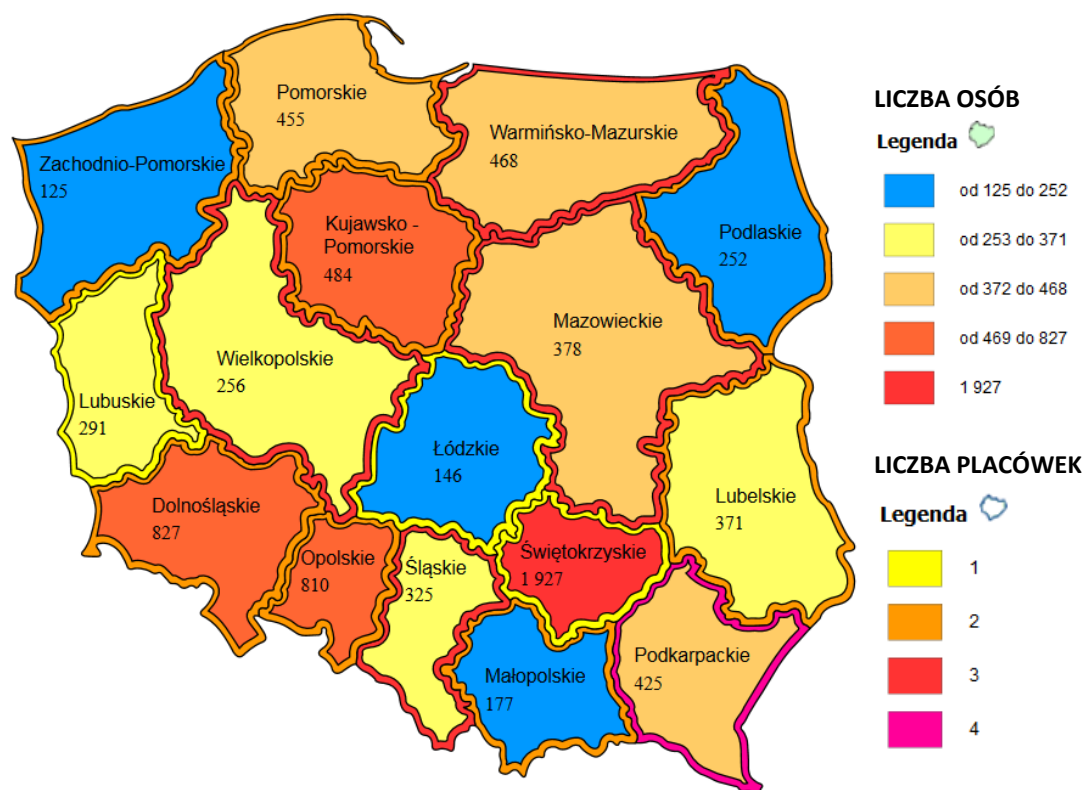 Pomorskie
455
Warmińsko-Mazurskie
468
Zachodnio-Pomorskie
125
Kujawsko -
Pomorskie
484
Podlaskie
252
Mazowieckie
378
Wielkopolskie
256
Lubuskie
291
Łódzkie
146
Lubelskie
371
Dolnośląskie
827
Opolskie
810
Śląskie
325
Świętokrzyskie
1 927
Małopolskie
177
Podkarpackie
425
LICZBA OSÓB
Legenda
od 125 do 252
od 253 do 371
od 372 do 468
od 469 do 827
1 927
LICZBA PLACÓWEK
Legenda
1
2
3
4